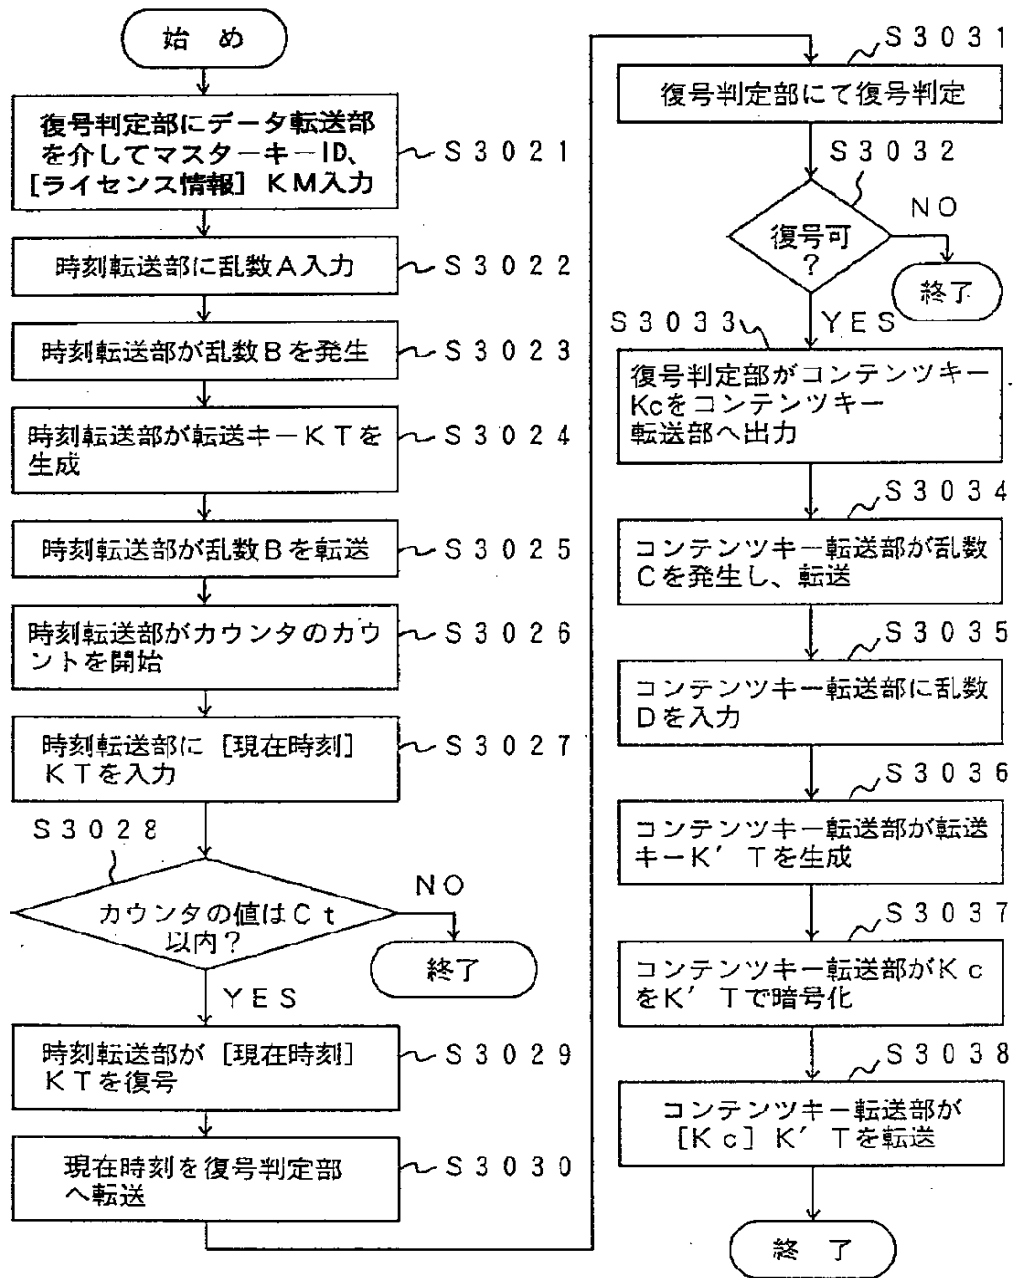 始 め
復号判定部にデータ転送部
を介してマスターキーID、
[ライセンス情報] KM入力
S3021
時刻転送部に乱数A入力
S3022
時刻転送部が乱数Bを発生
S3023
時刻転送部が転送キーKTを
生成
S3024
時刻転送部が乱数Bを転送
S3025
時刻転送部がカウンタのカウ
ントを開始
S3026
時刻転送部に [現在時刻]
KTを入力
S3027
S3028
カウンタの値はCt
以内?
NO
終了
YES
時刻転送部が [現在時刻]
KTを復号
S3029
現在時刻を復号判定部
へ転送
S3030
S3031
復号判定部にて復号判定
S3032
復号可
?
NO
終了
YES
S3033
復号判定部がコンテンツキー
Kcをコンテンツキー
転送部へ出力
S3034
コンテンツキー転送部が乱数
Cを発生し、転送
S3035
コンテンツキー転送部に乱数
Dを入力
S3036
コンテンツキー転送部が転送
キーK′Tを生成
S3037
コンテンツキー転送部がKc
をK′Tで暗号化
S3038
コンテンツキー転送部が
[Kc] K′Tを転送
終 了